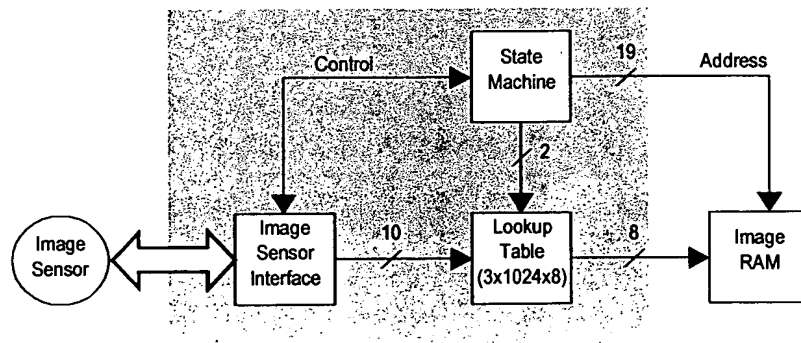 Control
State
Machine
19
Address
2
Image
Sensor
Image
Sensor
Interface
10
Lookup
Table
(3x1024x8)
8
Image
RAM